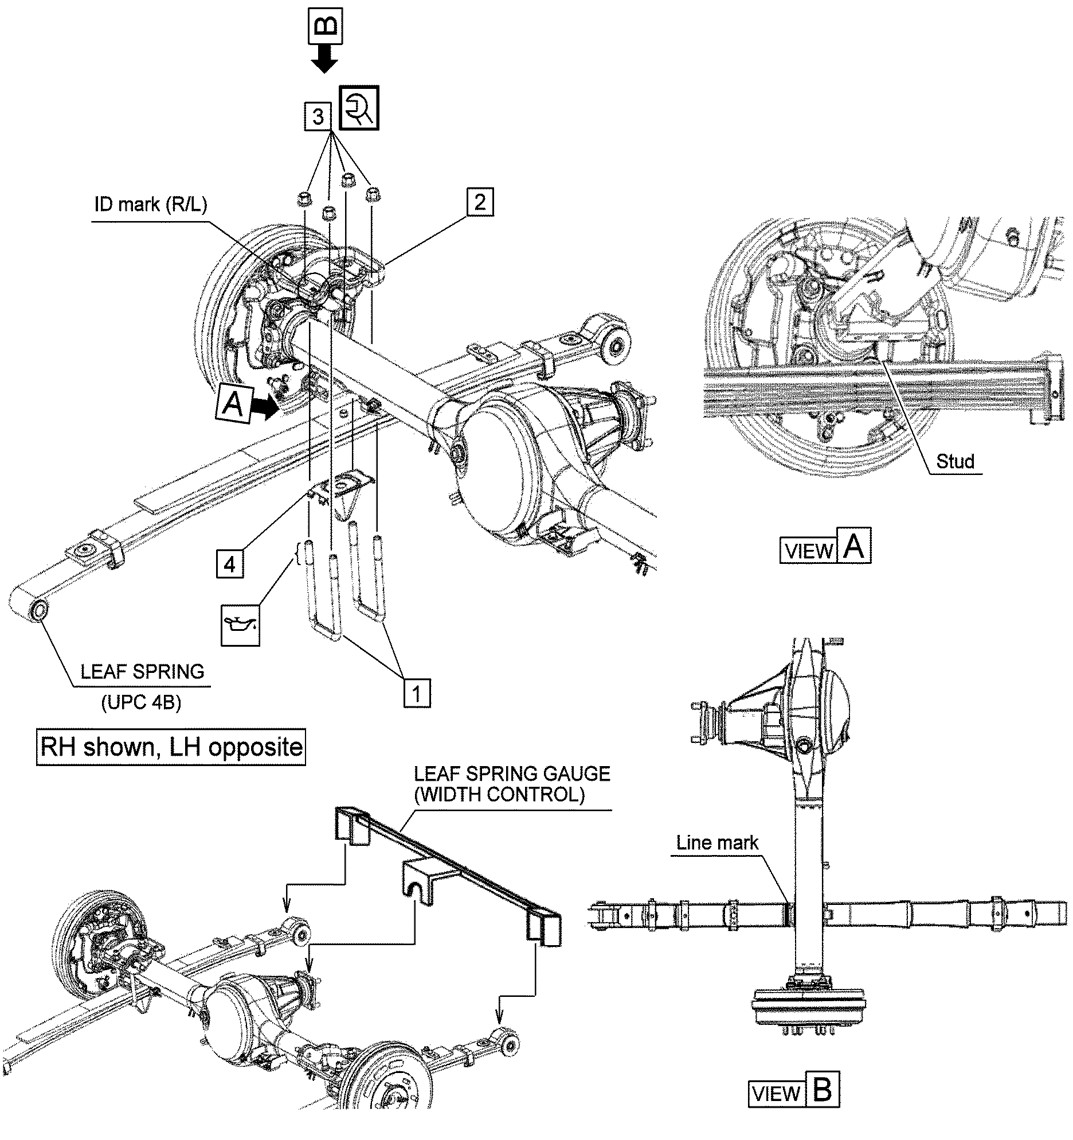 B
3
ID mark (R/L)
2
A
4
1
LEAF SPRING
(UPC 4B)
RH shown, LH opposite
Stud
VIEW A
LEAF SPRING GAUGE
(WIDTH CONTROL)
Line mark
VIEW B